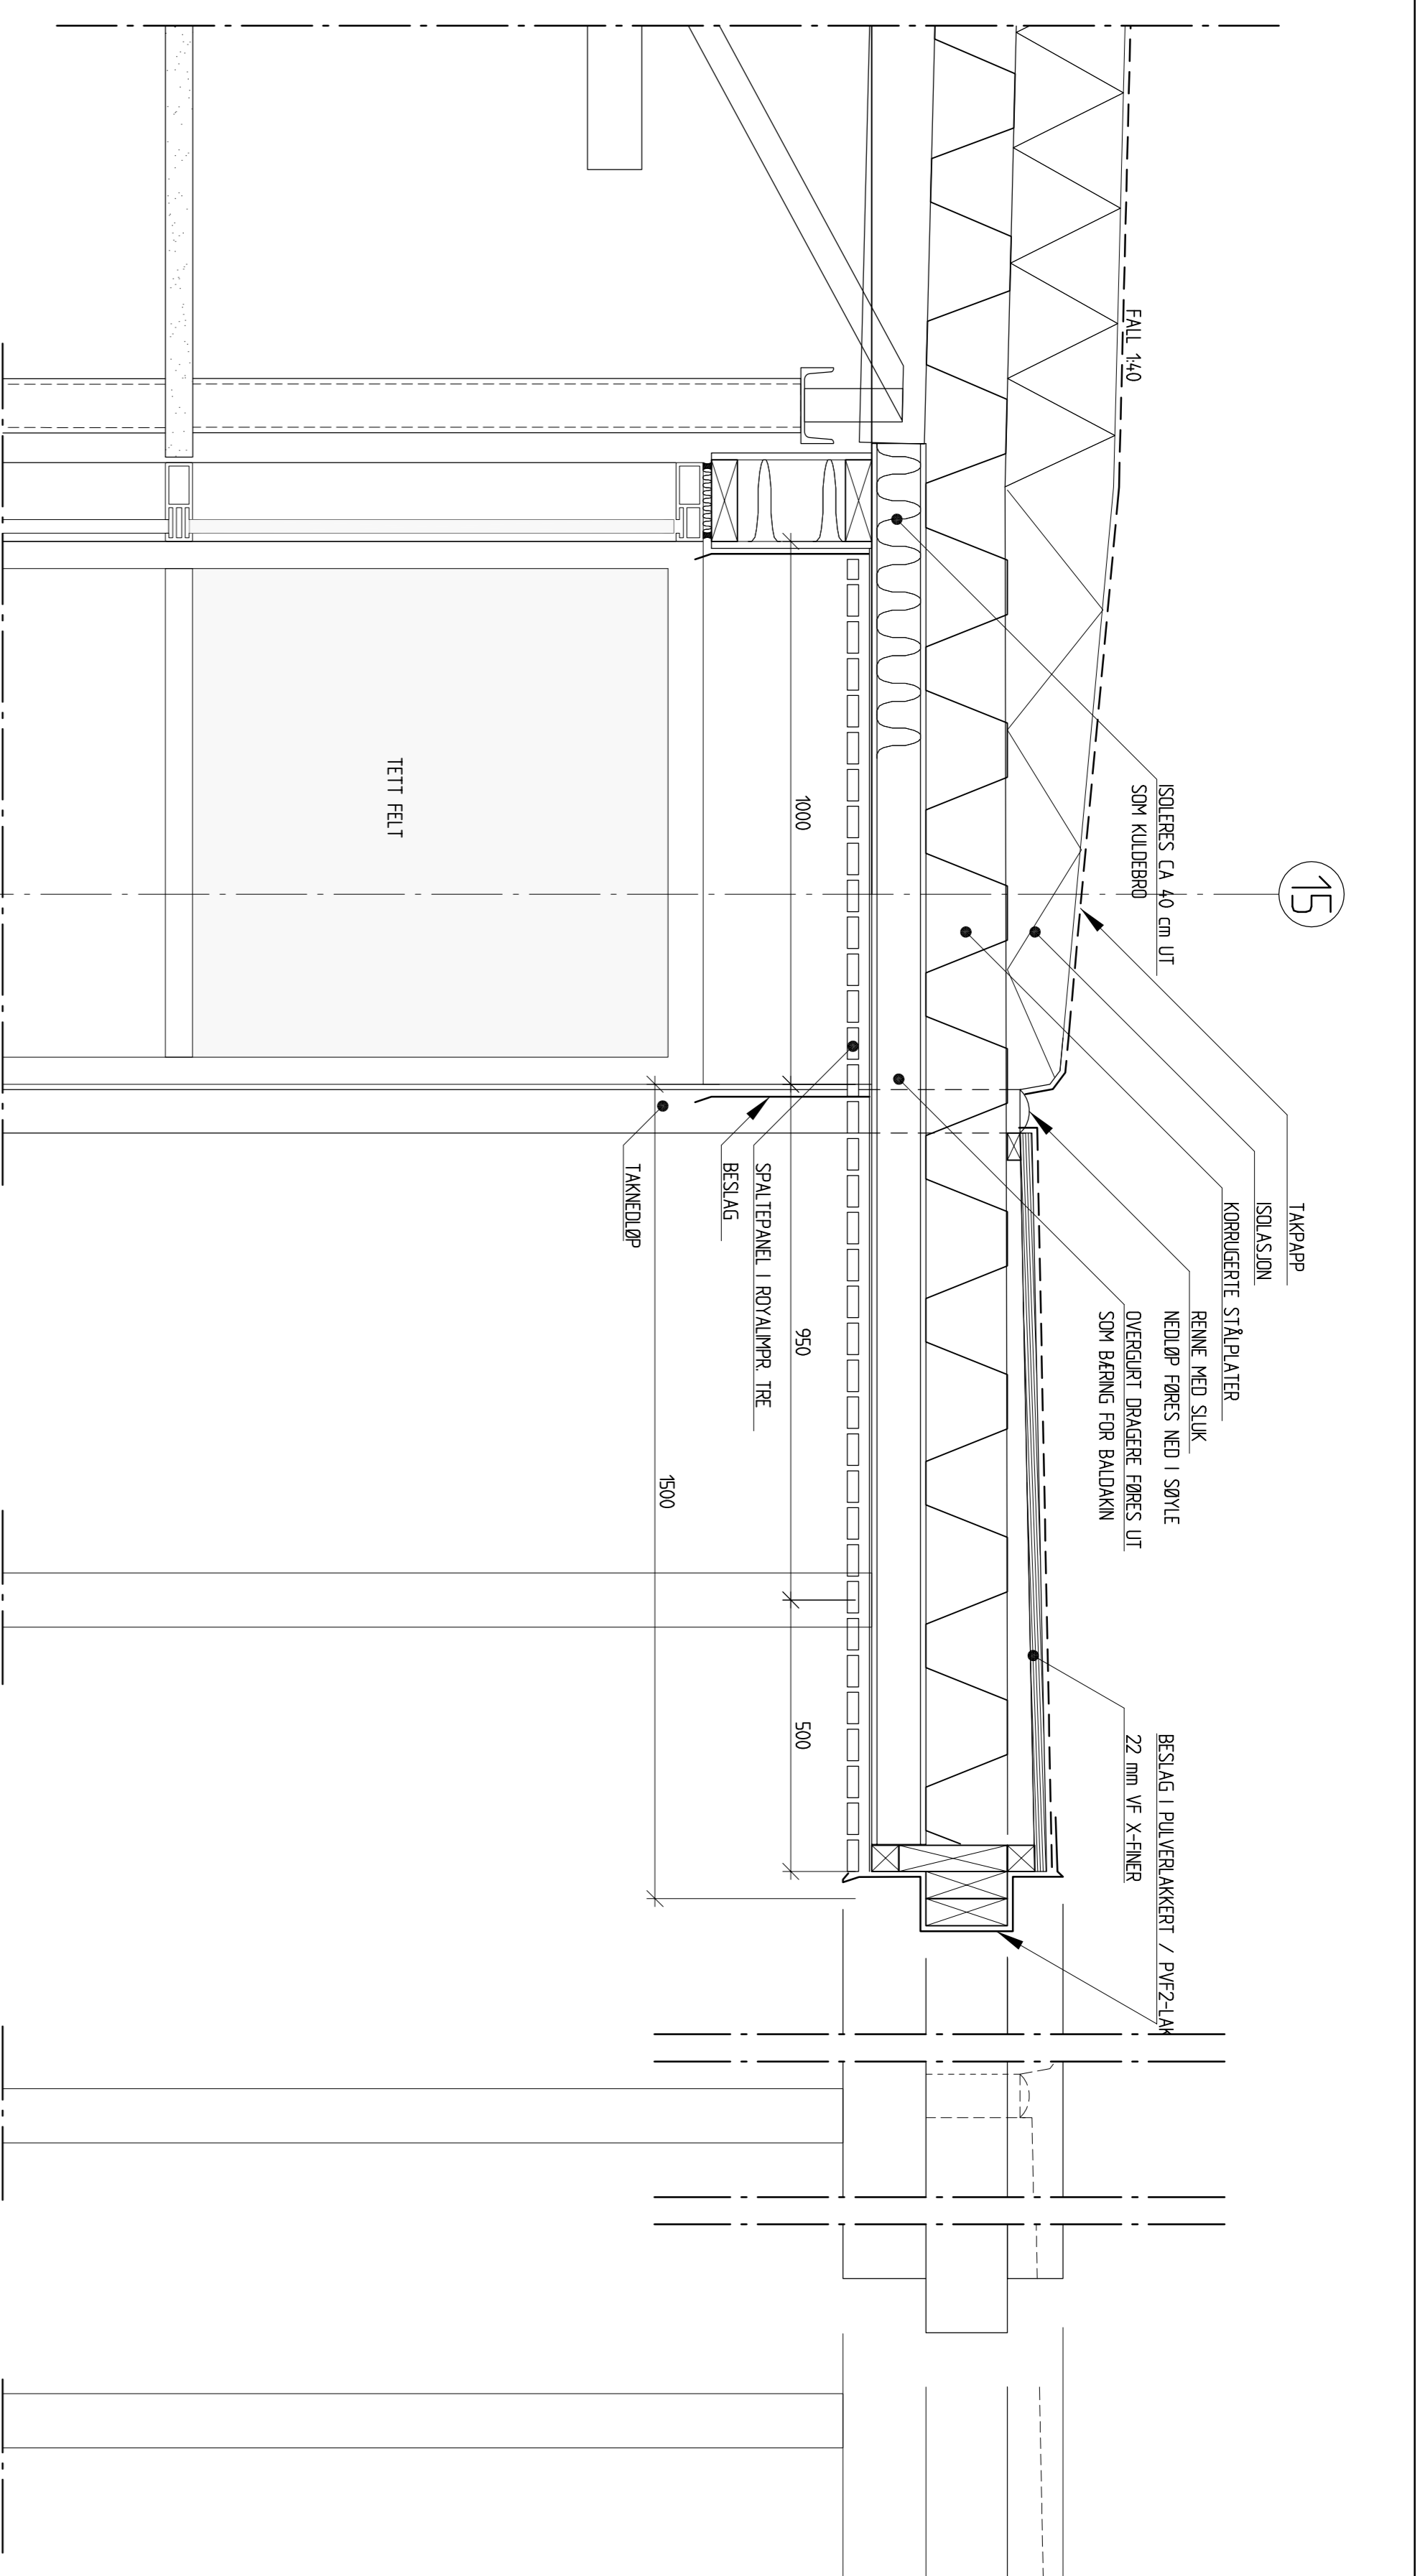 15
FALL 1:40
TAKPAPP
ISOLASJON
KORRUGERTE STÅLPLATER
RENNE MED SLUK
NEDLØP FØRES NED I SØYLE
OVERGURT DRAGERE FØRES UT
SOM BÆRING FOR BALDAKIN
ISOLERES CA 40 cm UT
SOM KULDEBRO
BESLAG I PULVERLAKKERT / PVF2-LAK
22 mm VF X-FINER
1000
950
500
SPALTEPANEL I ROYALIMPR. TRE
BESLAG
1500
TAKNEDLØP
TETT FELT